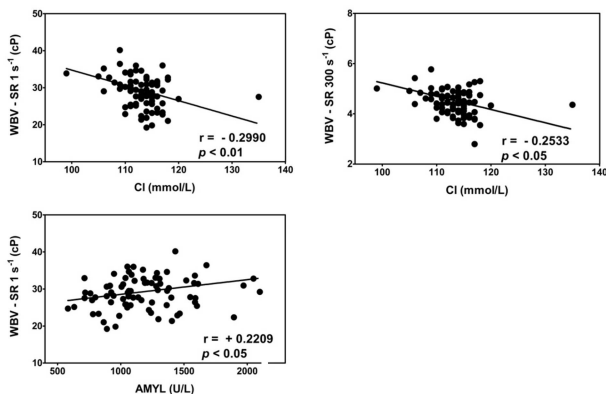 WBV - SR 1 s⁻¹ (cP)
40
30
20
10
r = - 0.2990
p < 0.01
100
110
120
130
140
Cl (mmol/L)
WBV - SR 300 s⁻¹ (cP)
8
6
4
2
r = - 0.2533
p < 0.05
100
110
120
130
140
Cl (mmol/L)
WBV - SR 1 s⁻¹ (cP)
50
40
30
20
10
r = + 0.2209
p < 0.05
500
1000
1500
2000
AMYL (U/L)